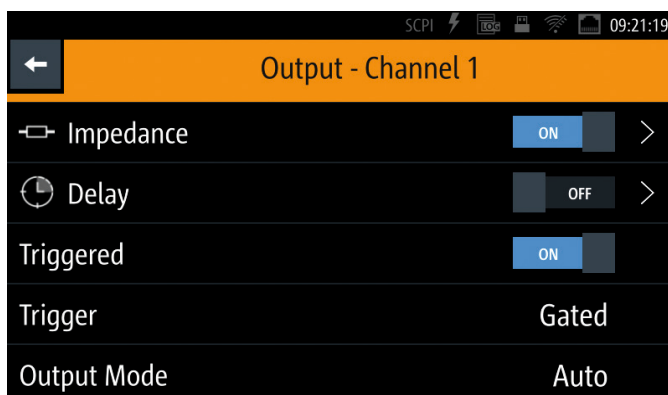 SCPI LOG 09:21:19
Output - Channel 1
Impedance ON
Delay OFF
Triggered ON
Trigger Gated
Output Mode Auto